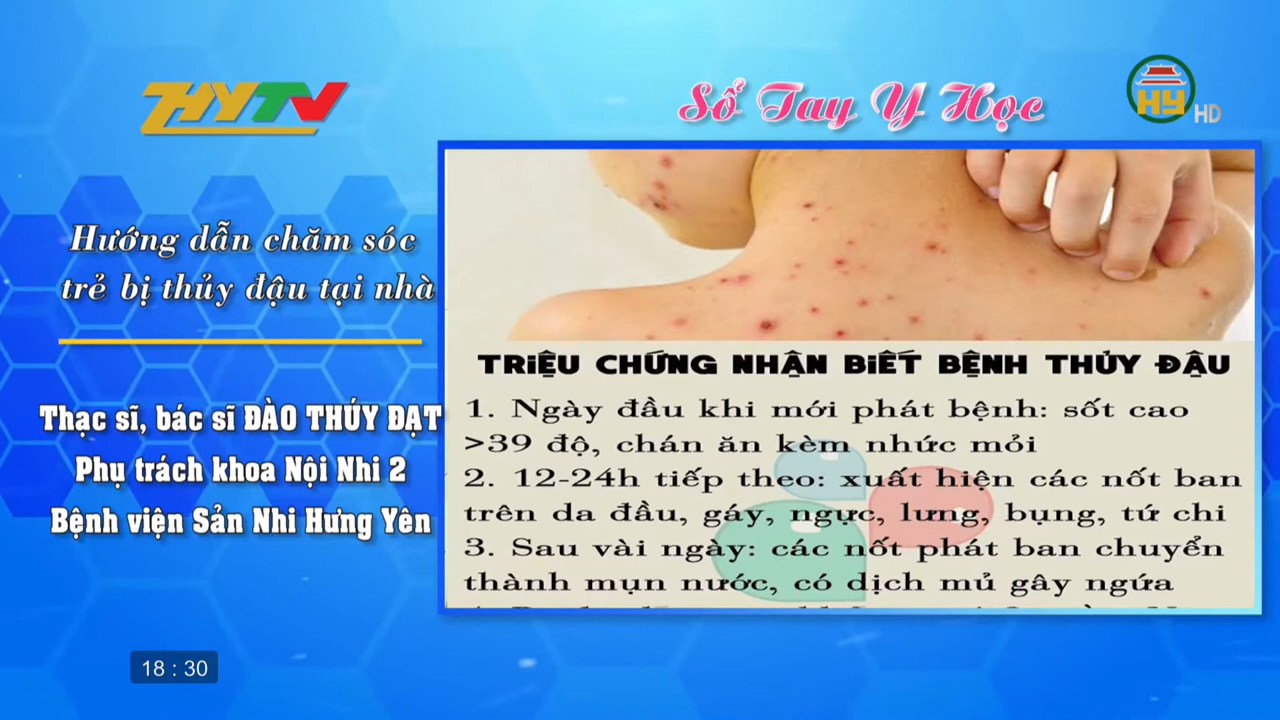 THYTV
Sổ Tay Y Học
HY HD
Hướng dẫn chăm sóc
trẻ bị thủy đậu tại nhà
Thạc sĩ, bác sĩ ĐÀO THÚY ĐẠT
Phụ trách khoa Nội Nhi 2
Bệnh viện Sản Nhi Hưng Yên
TRIỆU CHỨNG NHẬN BIẾT BỆNH THỦY ĐẬU
1. Ngày đầu khi mới phát bệnh: sốt cao
>39 độ, chán ăn kèm nhức mỏi
2. 12-24h tiếp theo: xuất hiện các nốt ban
trên da đầu, gáy, ngực, lưng, bụng, tứ chi
3. Sau vài ngày: các nốt phát ban chuyển
thành mụn nước, có dịch mủ gây ngứa
18 : 30